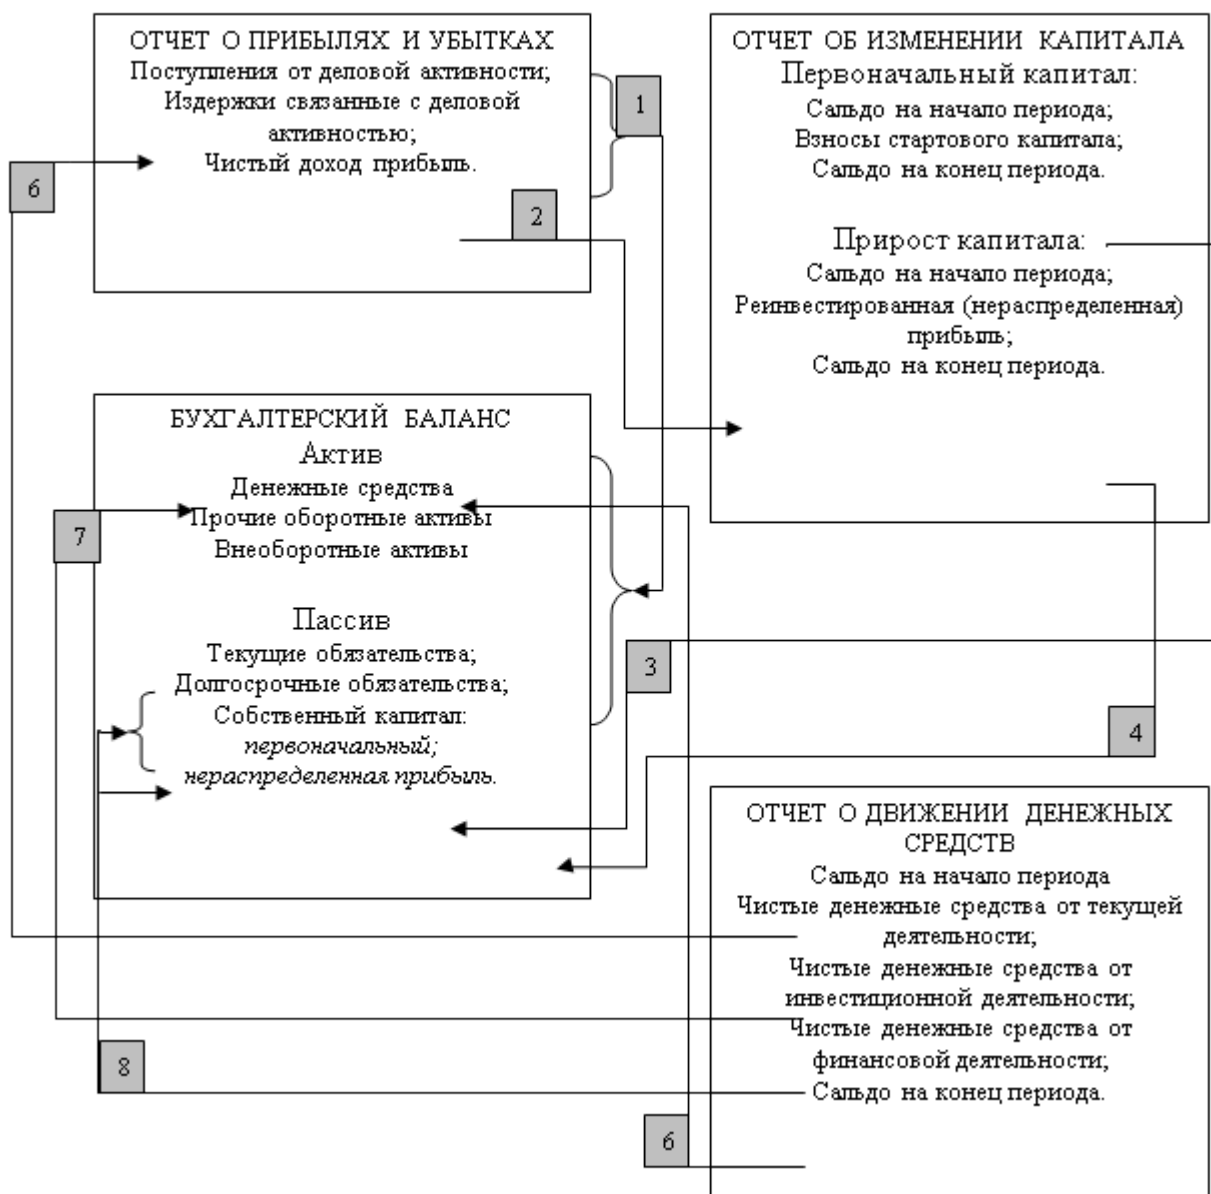 ОТЧЕТ О ПРИБЫЛЯХ И УБЫТКАХ
Поступления от деловой активности;
Издержки связанные с деловой
активностью;
Чистый доход прибыль.
1
6
2
ОТЧЕТ ОБ ИЗМЕНЕНИИ КАПИТАЛА
Первоначальный капитал:
Сальдо на начало периода;
Взносы стартового капитала;
Сальдо на конец периода.
Прирост капитала:
Сальдо на начало периода;
Реинвестированная (нераспределенная)
прибыль;
Сальдо на конец периода.
БУХГАЛТЕРСКИЙ БАЛАНС
Актив
Денежные средства
Прочие оборотные активы
Внеоборотные активы
7
Пассив
Текущие обязательства;
Долгосрочные обязательства;
Собственный капитал:
первоначальный;
нераспределенная прибыль.
3
4
ОТЧЕТ О ДВИЖЕНИИ ДЕНЕЖНЫХ
СРЕДСТВ
Сальдо на начало периода
Чистые денежные средства от текущей
деятельности;
Чистые денежные средства от
инвестиционной деятельности;
Чистые денежные средства от
финансовой деятельности;
Сальдо на конец периода.
8
6